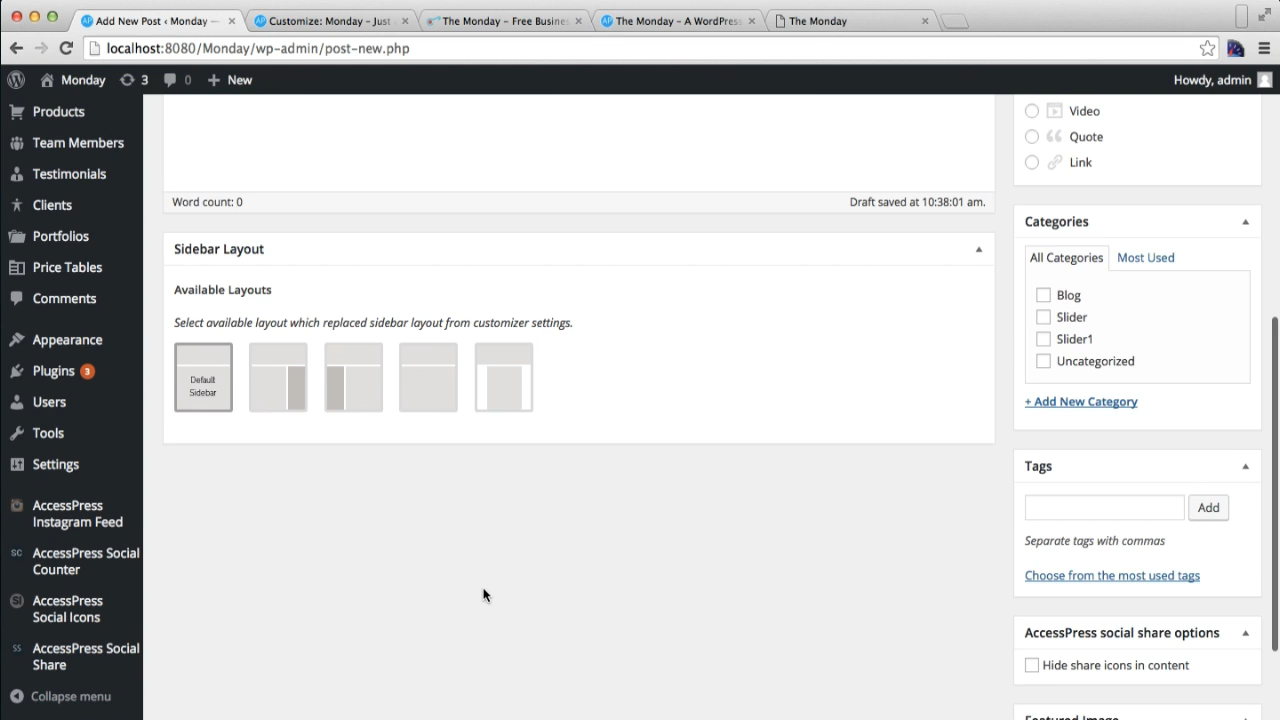 Add New Post ‹ Monday —
Customize: Monday – Just
The Monday – Free Busine
The Monday – A WordPress
The Monday
localhost:8080/Monday/wp-admin/post-new.php
Monday
3
0
New
Howdy, admin
Products
Team Members
Testimonials
Clients
Portfolios
Price Tables
Comments
Appearance
Plugins 3
Users
Tools
Settings
AccessPress
Instagram Feed
SC AccessPress Social
Counter
AccessPress
Social Icons
SS AccessPress Social
Share
Collapse menu
Word count: 0
Draft saved at 10:38:01 am.
Sidebar Layout
Available Layouts
Select available layout which replaced sidebar layout from customizer settings.
Default
Sidebar
Video
Quote
Link
Categories
All Categories
Most Used
Blog
Slider
Slider1
Uncategorized
+ Add New Category
Tags
Add
Separate tags with commas
Choose from the most used tags
AccessPress social share options
Hide share icons in content
Featured Image